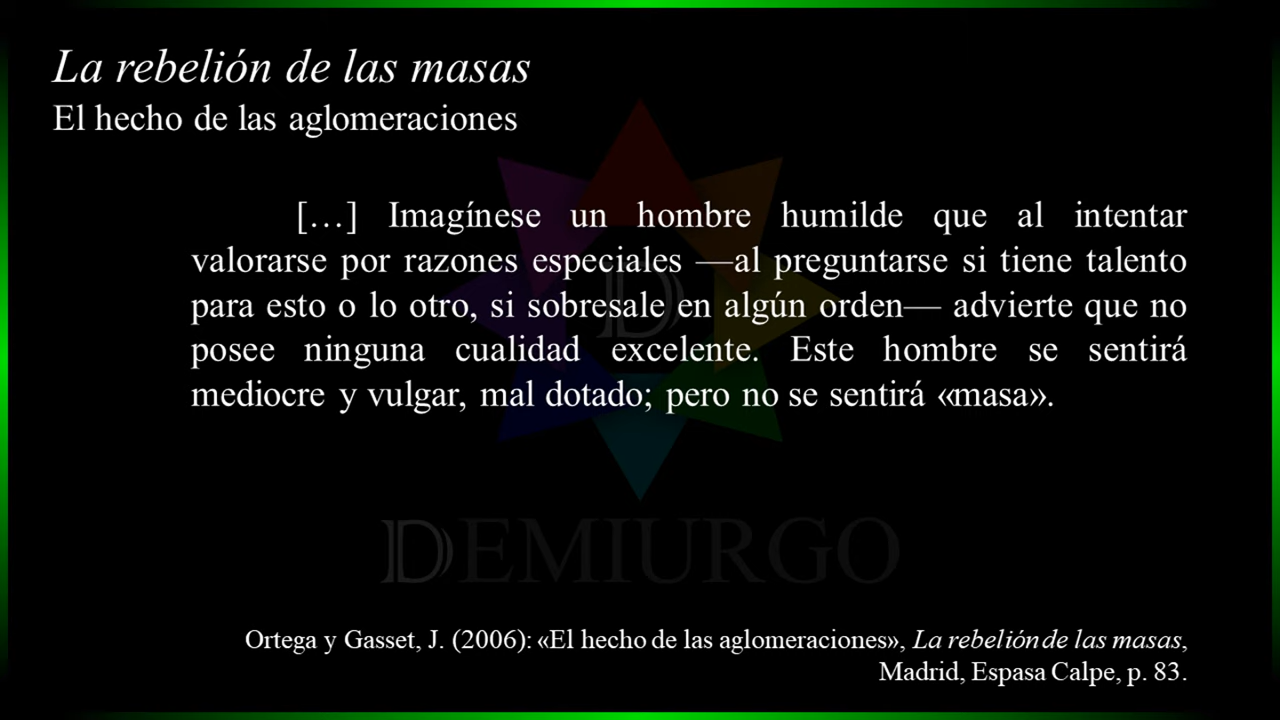 La rebelión de las masas
El hecho de las aglomeraciones
[…] Imagínese un hombre humilde que al intentar
valorarse por razones especiales —al preguntarse si tiene talento
para esto o lo otro, si sobresale en algún orden— advierte que no
posee ninguna cualidad excelente. Este hombre se sentirá
mediocre y vulgar, mal dotado; pero no se sentirá «masa».
D
DEMIURGO
Ortega y Gasset, J. (2006): «El hecho de las aglomeraciones», La rebelión de las masas,
Madrid, Espasa Calpe, p. 83.